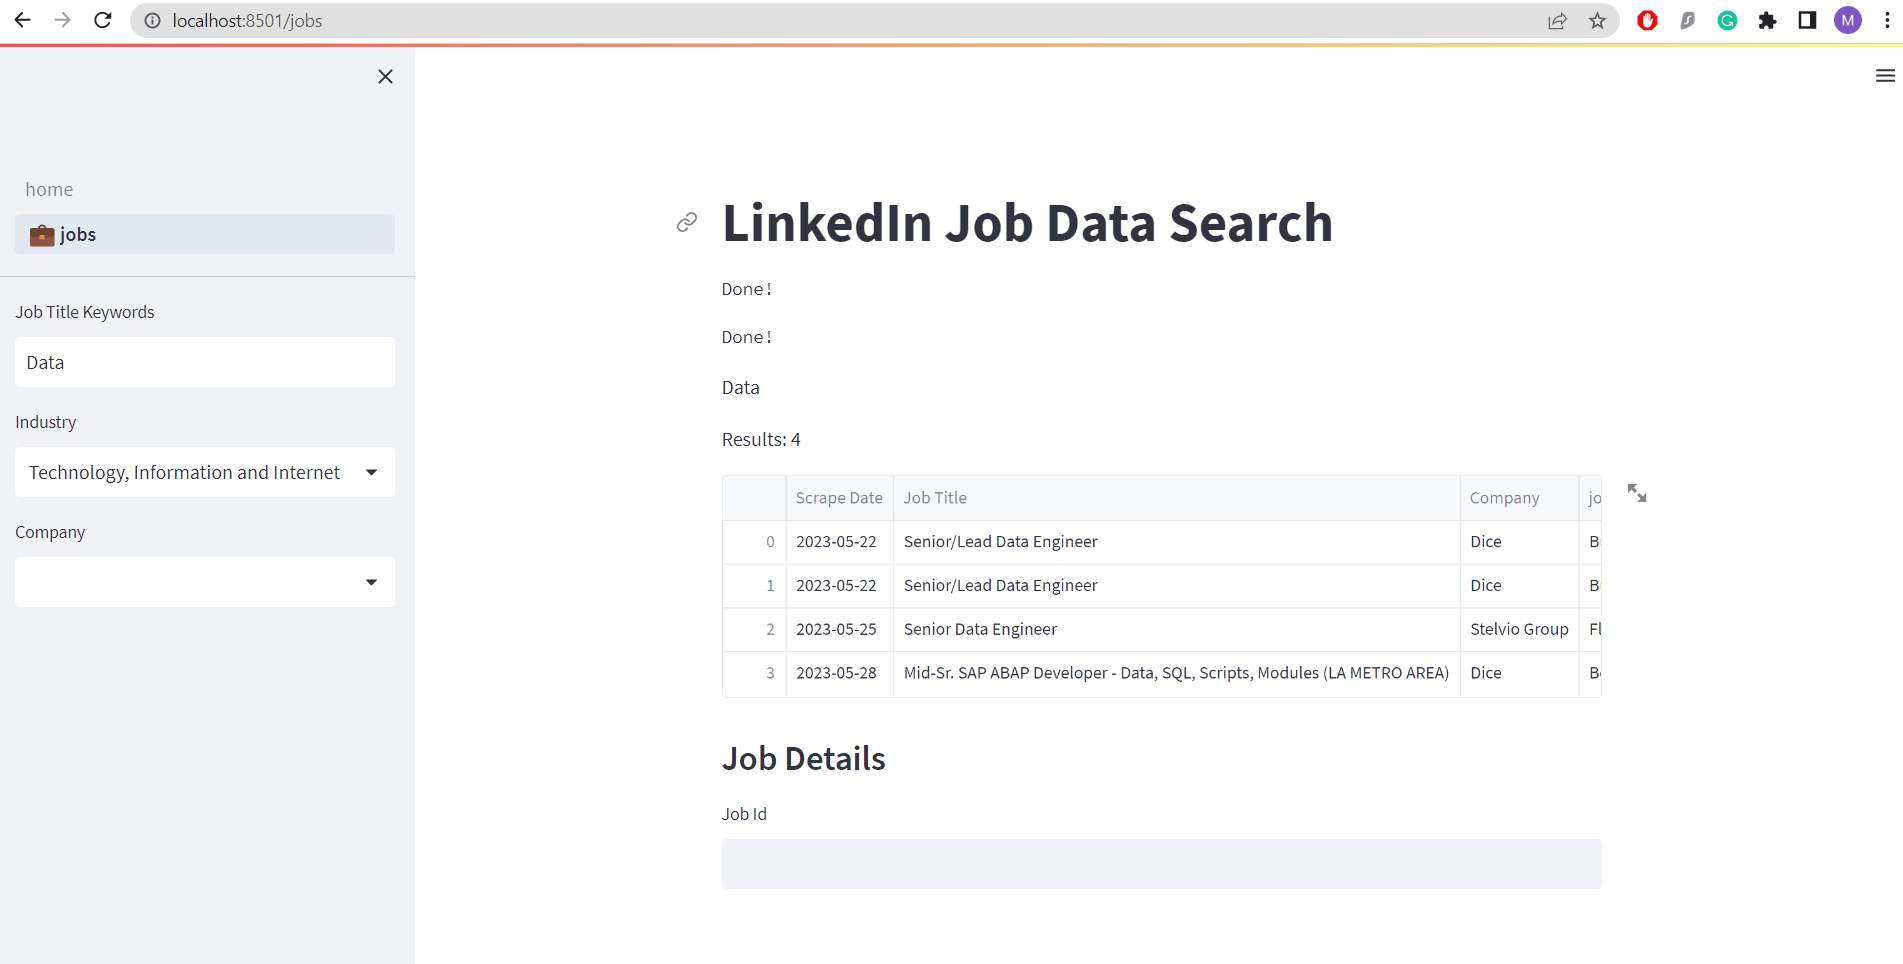 localhost:8501/jobs
M
home
jobs
Job Title Keywords
Data
Industry
Technology, Information and Internet
Company
LinkedIn Job Data Search
Done!
Done!
Data
Results: 4
Scrape Date Job Title Company jo
0 2023-05-22 Senior/Lead Data Engineer Dice B
1 2023-05-22 Senior/Lead Data Engineer Dice B
2 2023-05-25 Senior Data Engineer Stelvio Group Fl
3 2023-05-28 Mid-Sr. SAP ABAP Developer - Data, SQL, Scripts, Modules (LA METRO AREA) Dice B
Job Details
Job Id